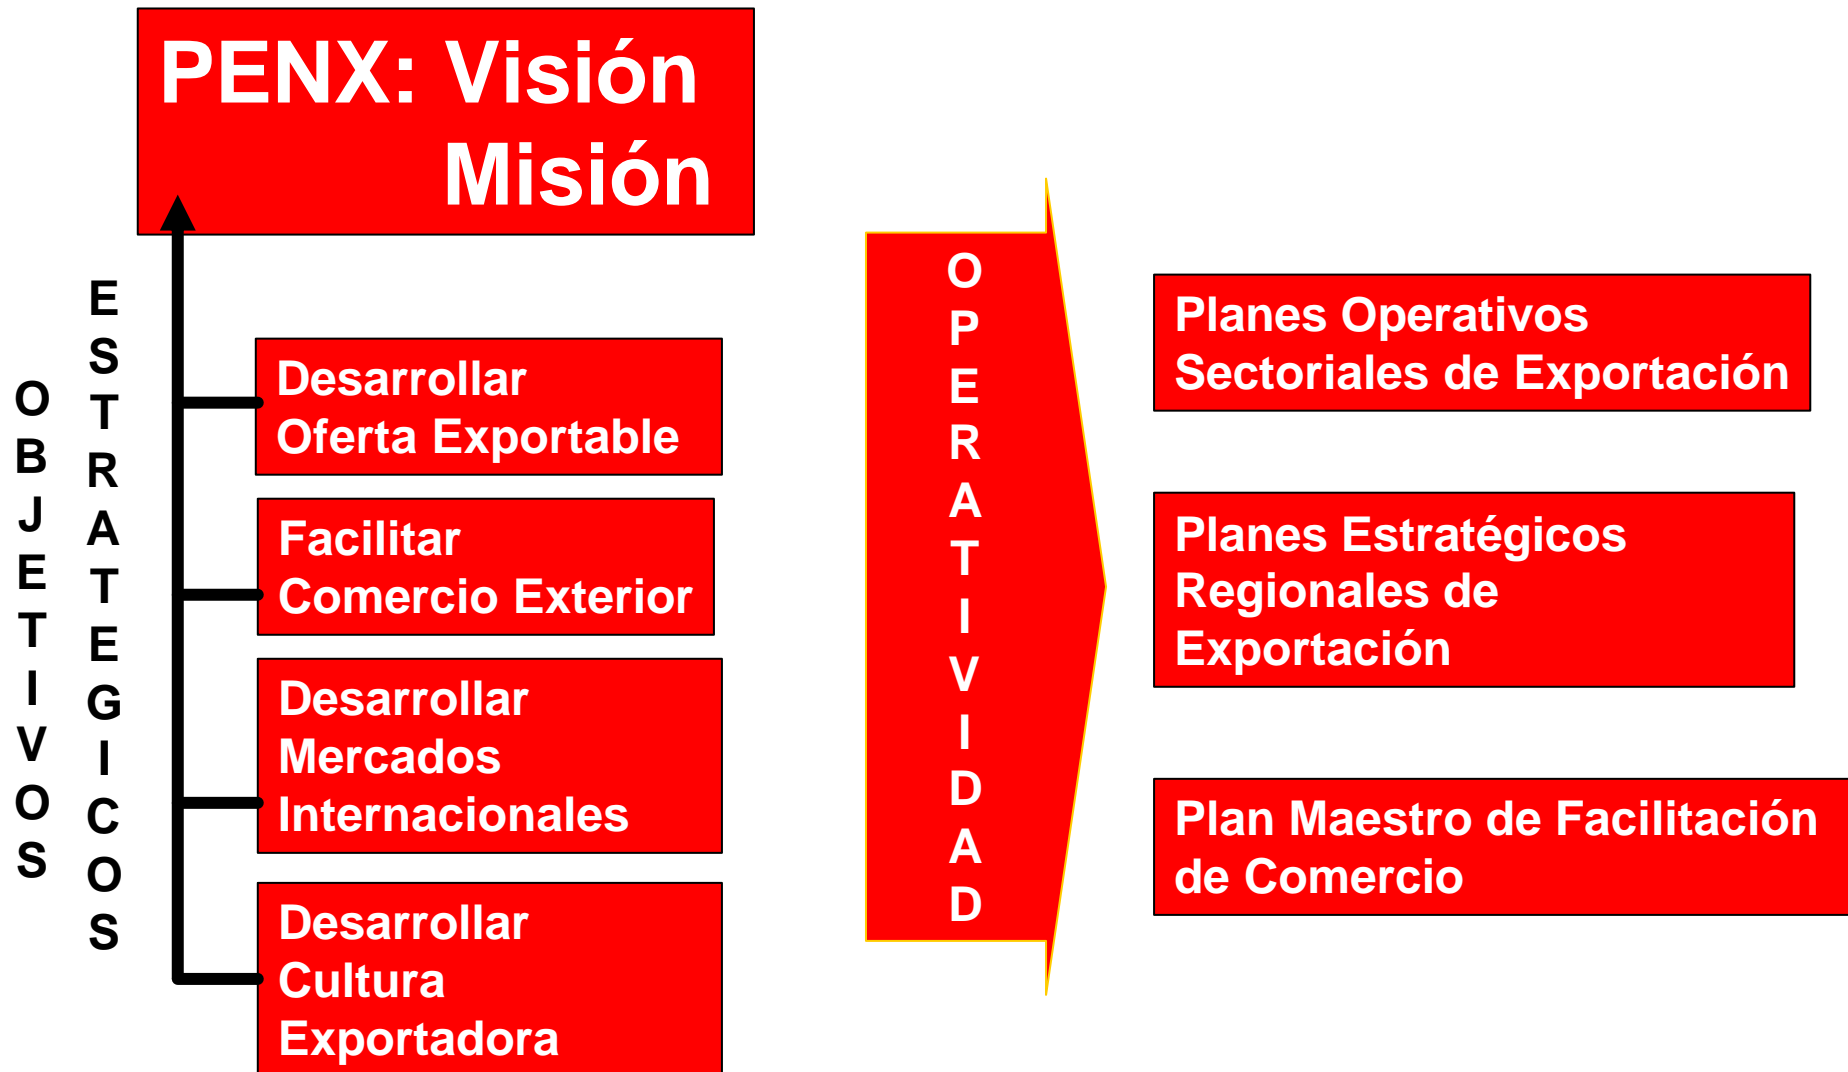 PENX: Visión
Misión
OBJETIVOS
ESTRATEGICOS
Desarrollar
Oferta Exportable
Facilitar
Comercio Exterior
Desarrollar
Mercados
Internacionales
Desarrollar
Cultura
Exportadora
OPERATIVIDAD
Planes Operativos
Sectoriales de Exportación
Planes Estratégicos
Regionales de
Exportación
Plan Maestro de Facilitación
de Comercio